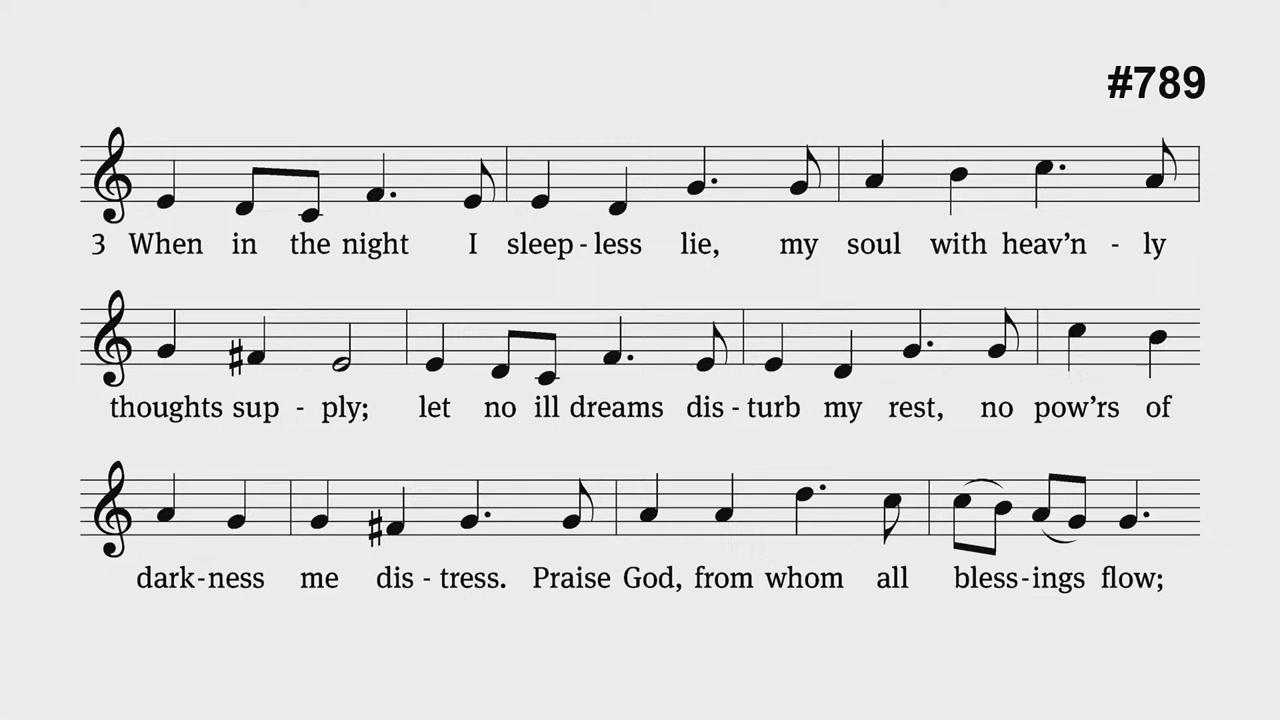 #789
3 When in the night I sleep - less lie, my soul with heav’n - ly
thoughts sup - ply; let no ill dreams dis - turb my rest, no pow’rs of
dark - ness me dis - tress. Praise God, from whom all bless - ings flow;